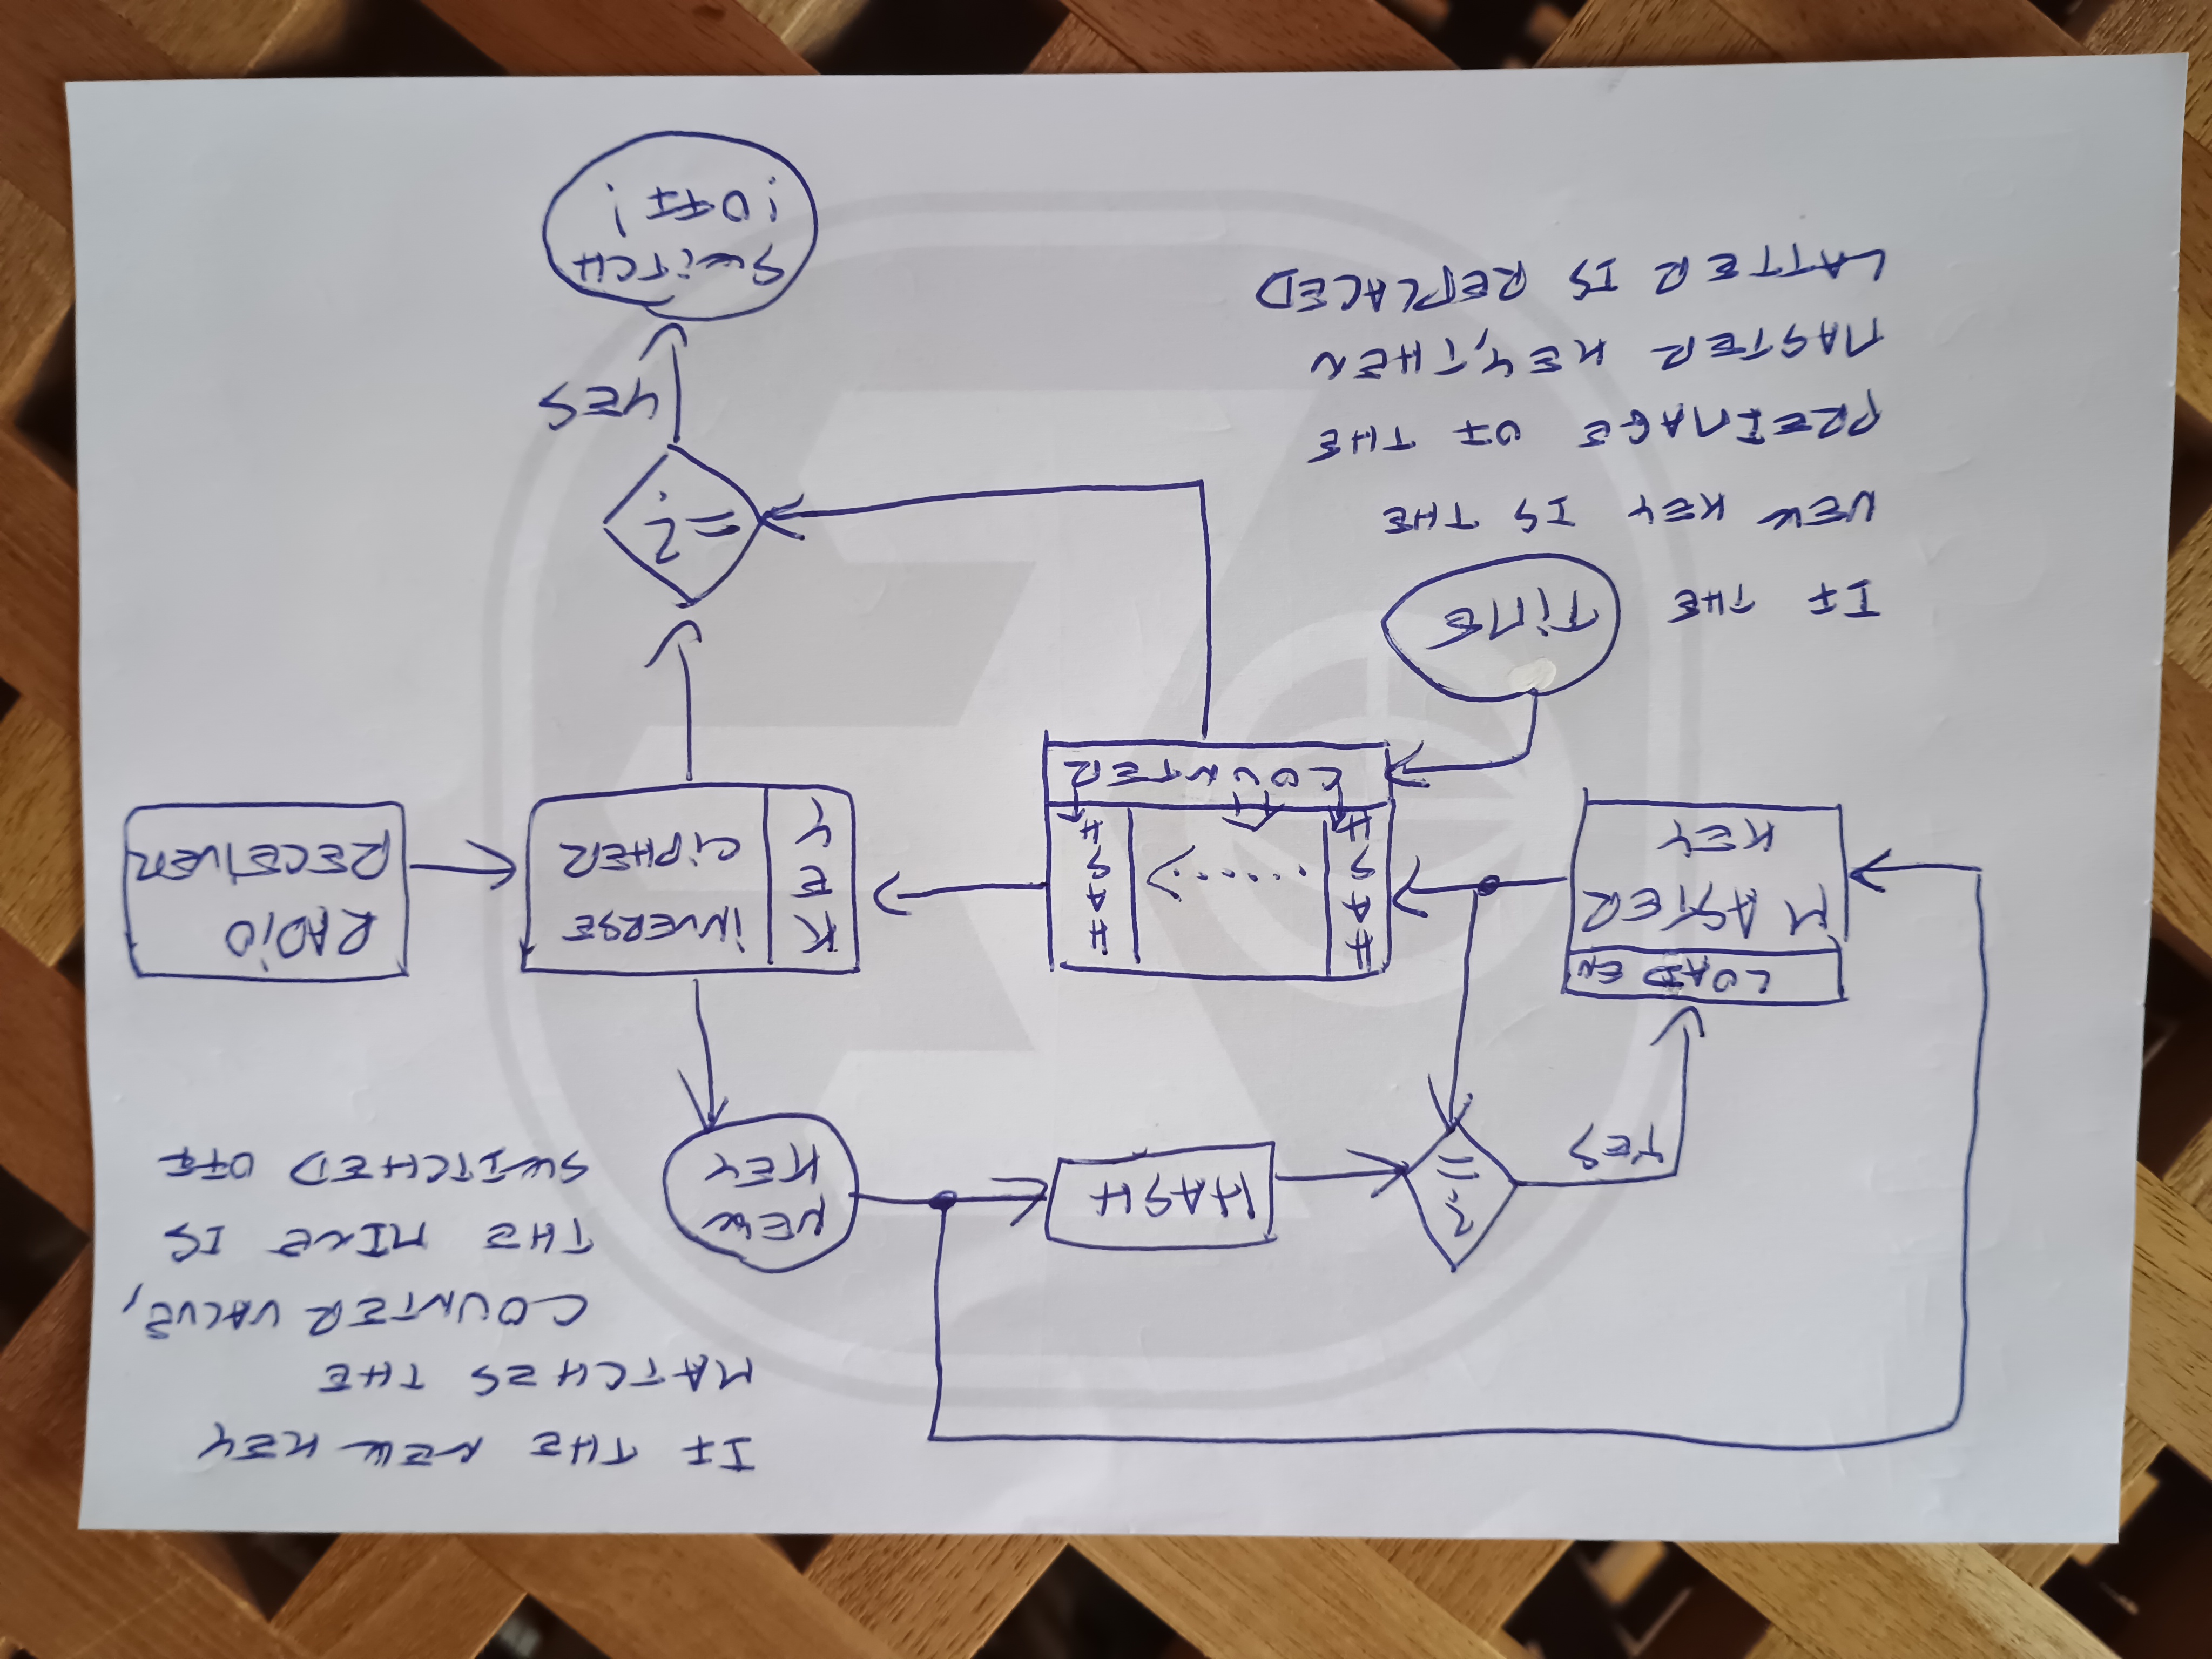 IF THE NEW KEY
MATCHES THE
COUNTER VALUE,
THE MINE IS
SWITCHED OFF
NEW
KEY
HASH
=?
YES
LOAD EN
MASTER
KEY
HASH
......>
HASH
COUNTER
KEY
INVERSE
CIPHER
RADIO
RECEIVER
TIME
=?
YES
SWITCH
OFF!
IF THE
NEW KEY IS THE
PREIMAGE OF THE
MASTER KEY, THEN
LATTER IS REPLACED